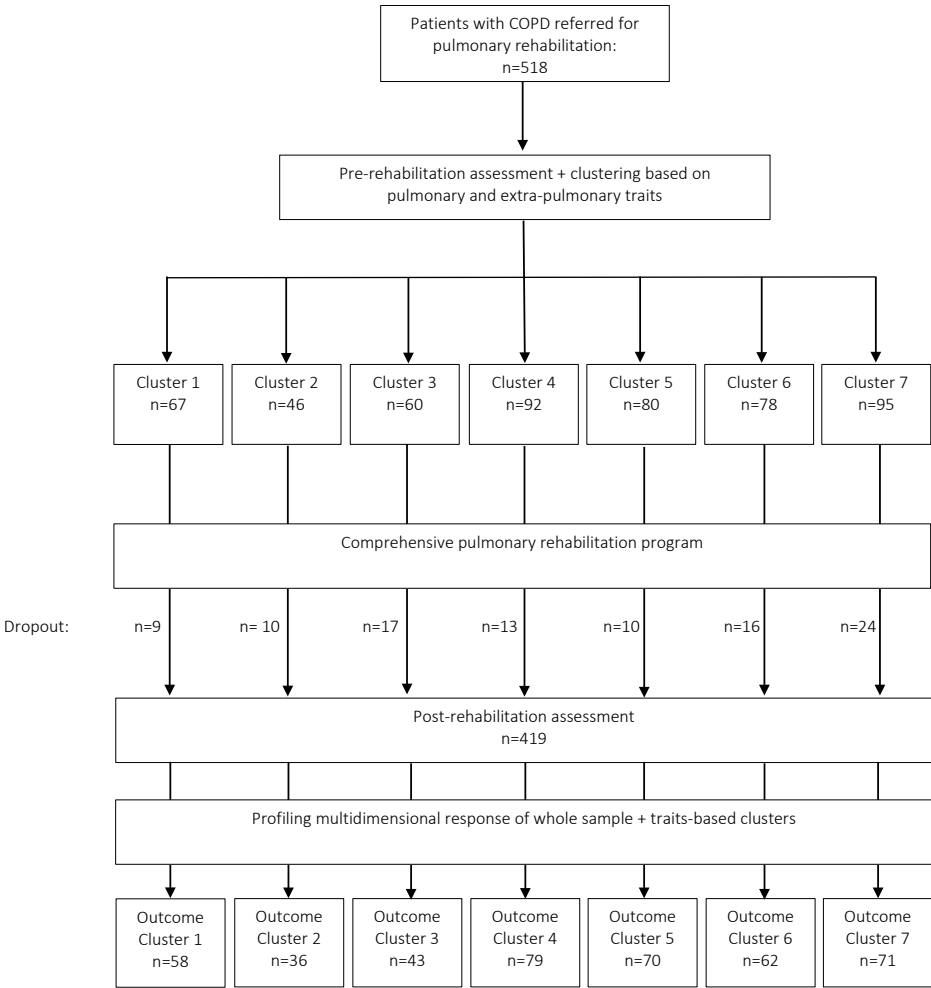 Patients with COPD referred for
pulmonary rehabilitation:
n=518
Pre-rehabilitation assessment + clustering based on
pulmonary and extra-pulmonary traits
Cluster 1
n=67
Cluster 2
n=46
Cluster 3
n=60
Cluster 4
n=92
Cluster 5
n=80
Cluster 6
n=78
Cluster 7
n=95
Comprehensive pulmonary rehabilitation program
Dropout:
n=9
n= 10
n=17
n=13
n=10
n=16
n=24
Post-rehabilitation assessment
n=419
Profiling multidimensional response of whole sample + traits-based clusters
Outcome
Cluster 1
n=58
Outcome
Cluster 2
n=36
Outcome
Cluster 3
n=43
Outcome
Cluster 4
n=79
Outcome
Cluster 5
n=70
Outcome
Cluster 6
n=62
Outcome
Cluster 7
n=71